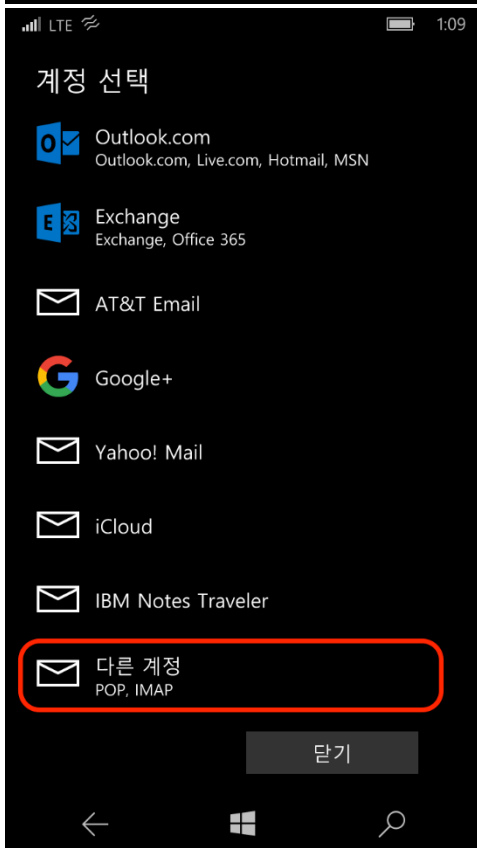 LTE 1:09
계정 선택
Outlook.com
Outlook.com, Live.com, Hotmail, MSN
Exchange
Exchange, Office 365
AT&T Email
Google+
Yahoo! Mail
iCloud
IBM Notes Traveler
다른 계정
POP, IMAP
닫기